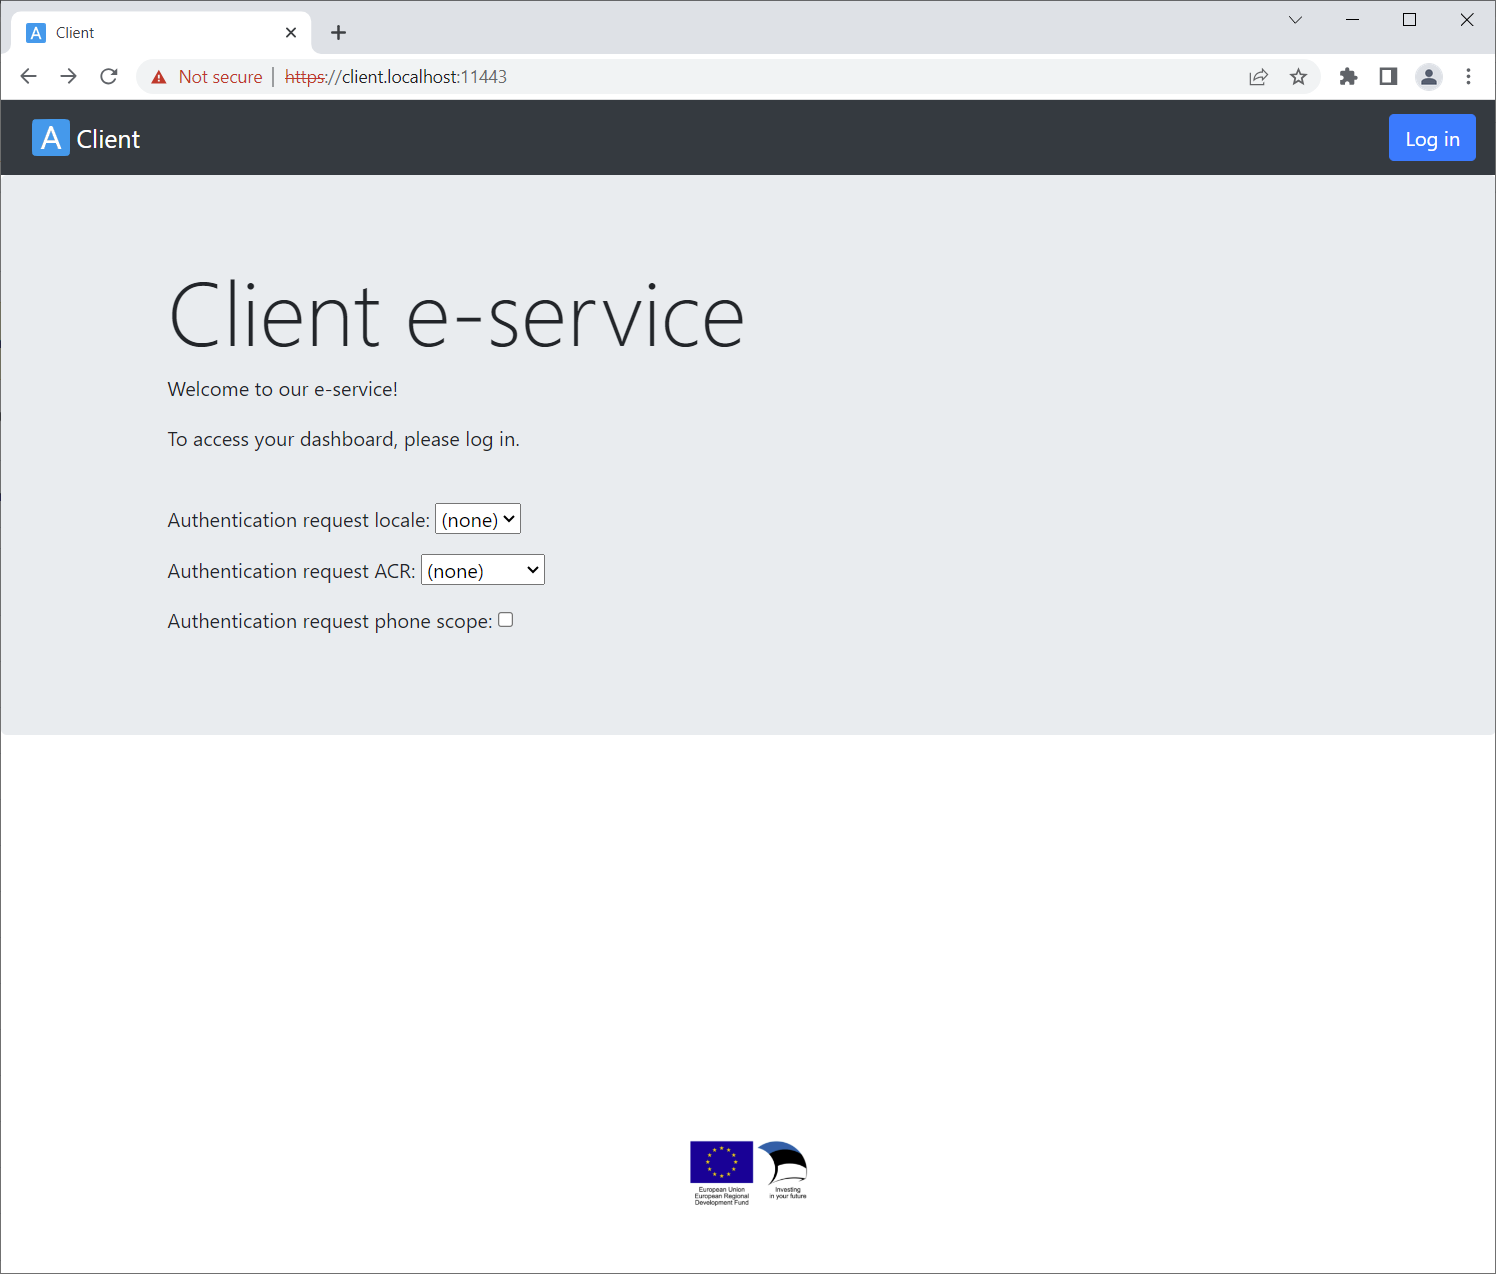 A Client
Not secure | https://client.localhost:11443
A Client
Log in
Client e-service
Welcome to our e-service!
To access your dashboard, please log in.
Authentication request locale: (none)
Authentication request ACR: (none)
Authentication request phone scope:
European Union
European Regional
Development Fund
Investing
in your future